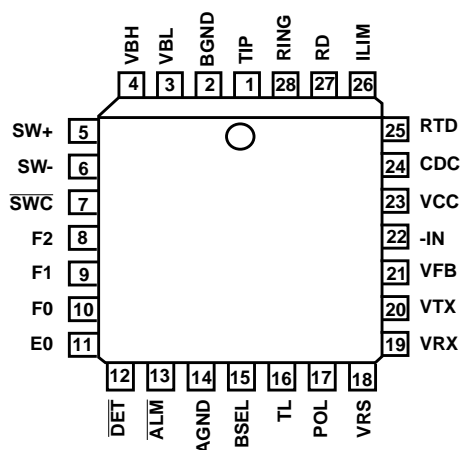 VBH VBL BGND TIP RING RD ILIM
4 3 2 1 28 27 26
SW+ 5 25 RTD
SW- 6 24 CDC
SWC 7 23 VCC
F2 8 22 -IN
F1 9 21 VFB
F0 10 20 VTX
E0 11 19 VRX
12 13 14 15 16 17 18
DET ALM AGND BSEL TL POL VRS